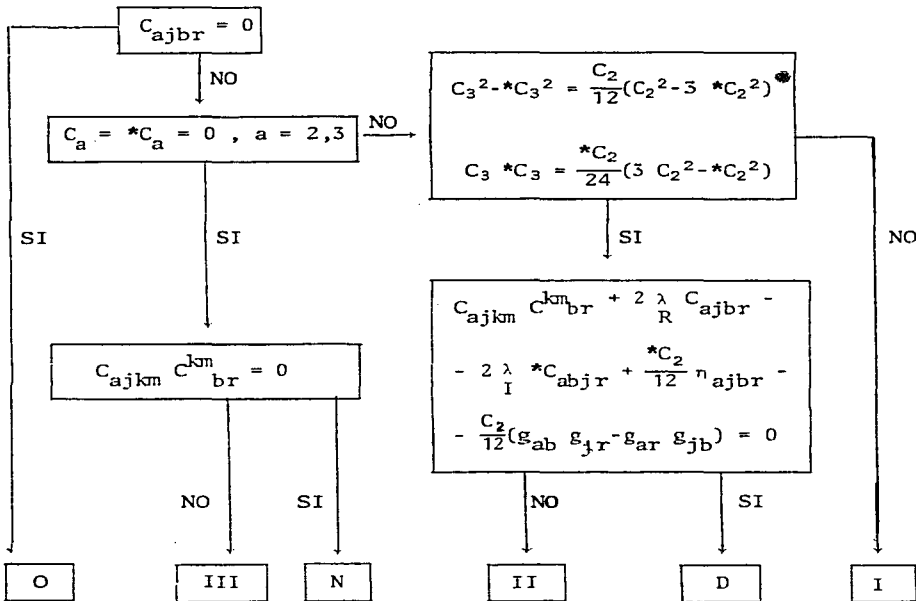 C_ajbr = 0
NO
C_a = *C_a = 0 , a = 2,3
NO
C_3² - *C_3² = C_2/12 (C_2² - 3 *C_2²)
C_3 *C_3 = *C_2/24 (3 C_2² - *C_2²)
SI
SI
SI
NO
C_ajkm C^km_br = 0
C_ajkm C^km_br + 2 λ_R C_ajbr -
- 2 λ_I *C_abjr + *C_2/12 η_ajbr -
- C_2/12 (g_ab g_jr - g_ar g_jb) = 0
NO
SI
NO
SI
O
III
N
II
D
I